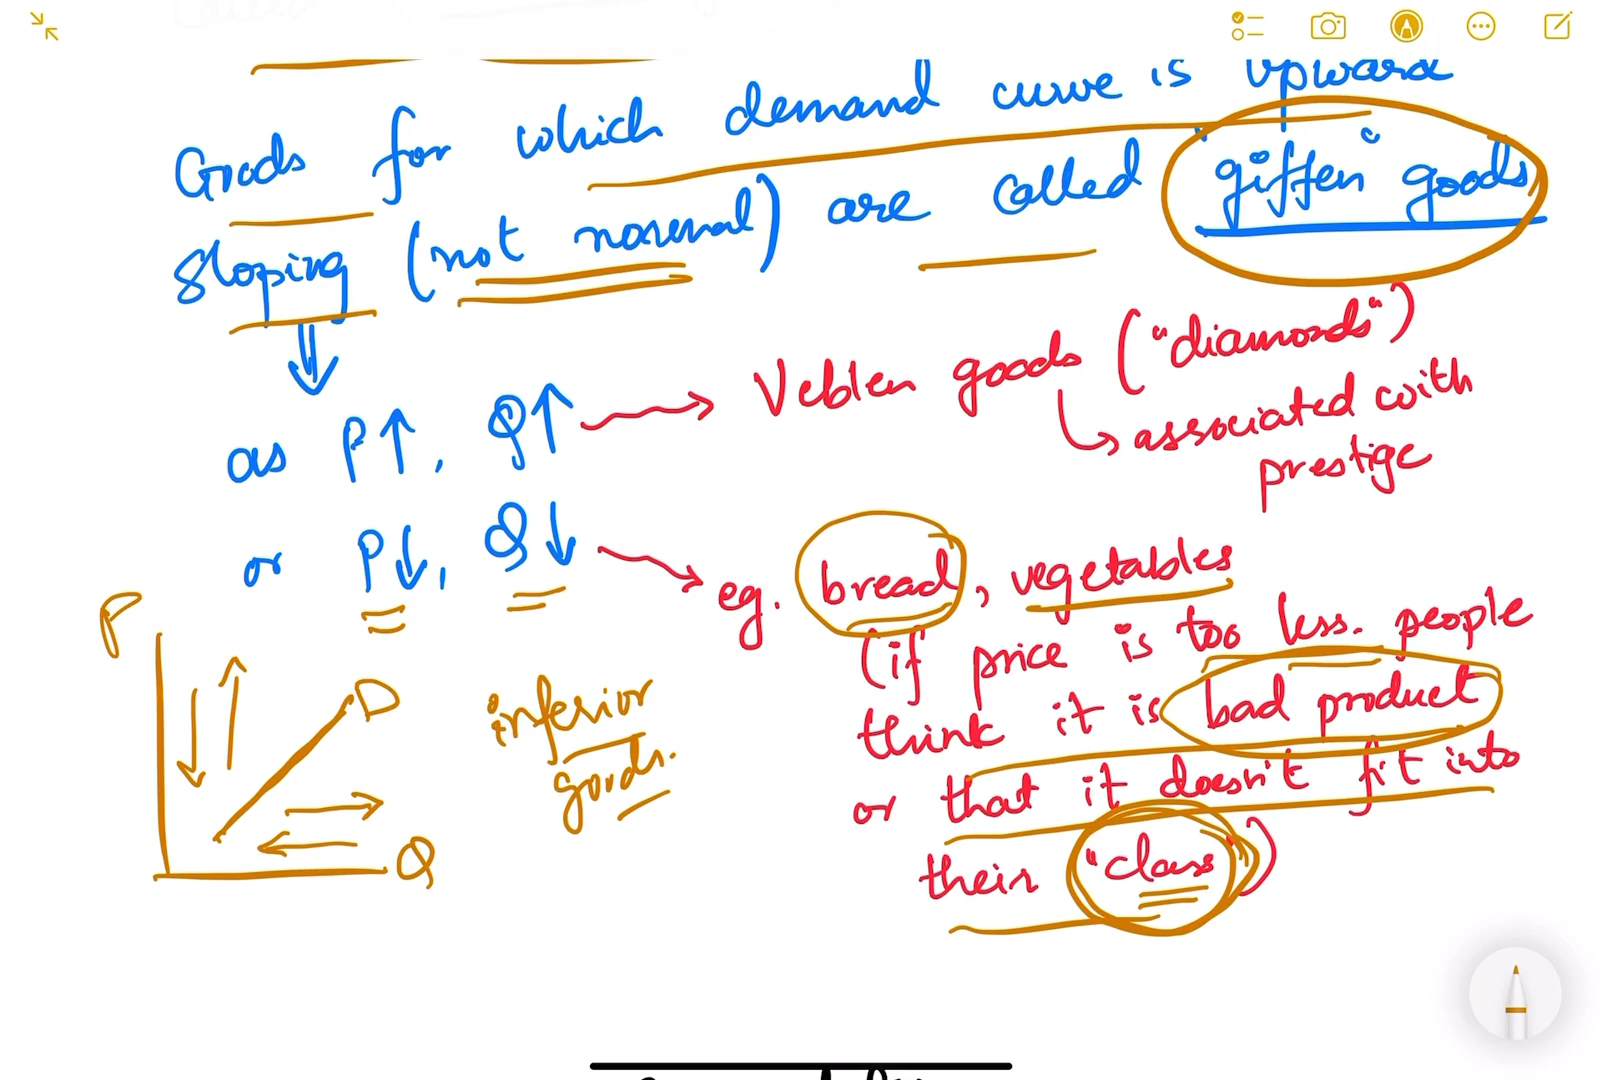 Goods for which demand curve is upward
sloping (not normal) are called "giffen" goods
as P↑, Q↑ → Veblen goods ("diamonds")
↳ associated with
prestige
or P↓, Q↓ → eg. bread, vegetables
(if price is too less. people
think it is bad product
or that it doesn't fit into
their "class")
P
D
Q
inferior
goods.